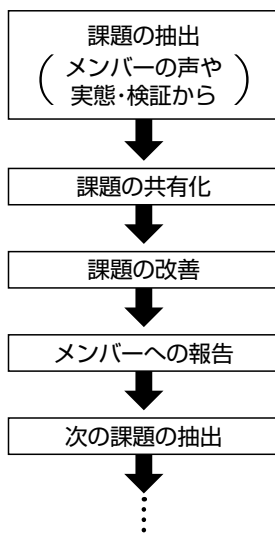 課題の抽出
(メンバーの声や
実態・検証から)
課題の共有化
課題の改善
メンバーへの報告
次の課題の抽出